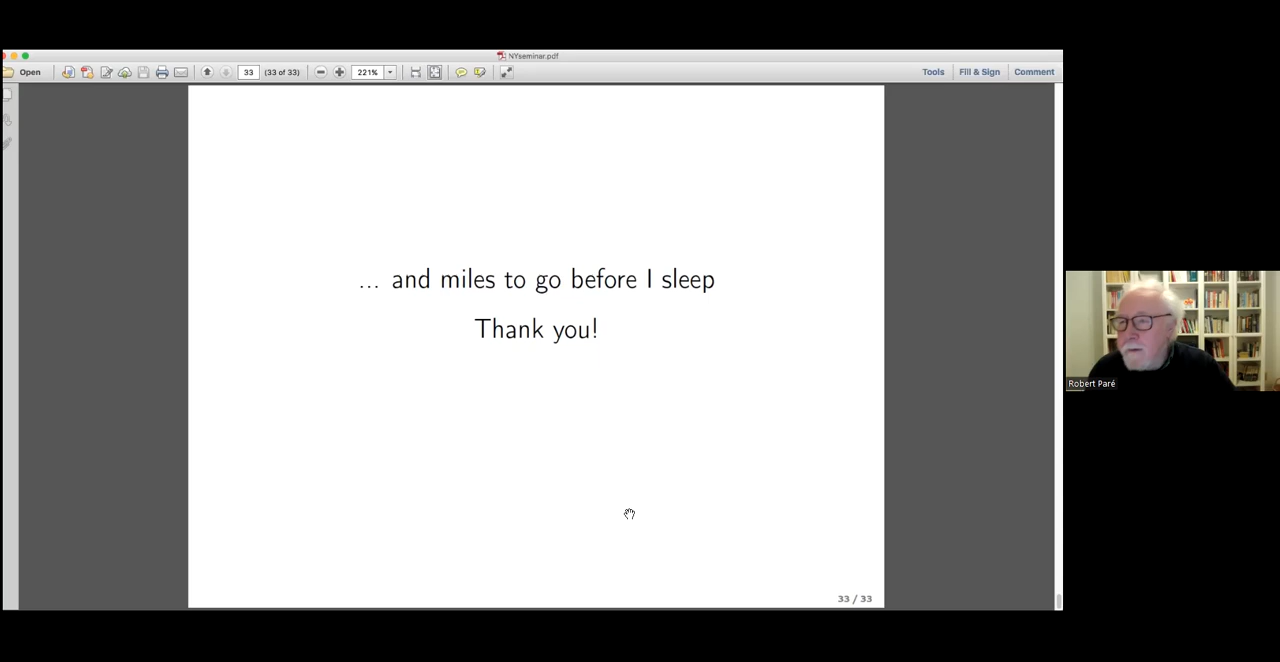 NYseminar.pdf
Open
33 (33 of 33)
221%
Tools
Fill & Sign
Comment
... and miles to go before I sleep
Thank you!
33 / 33
Robert Paré